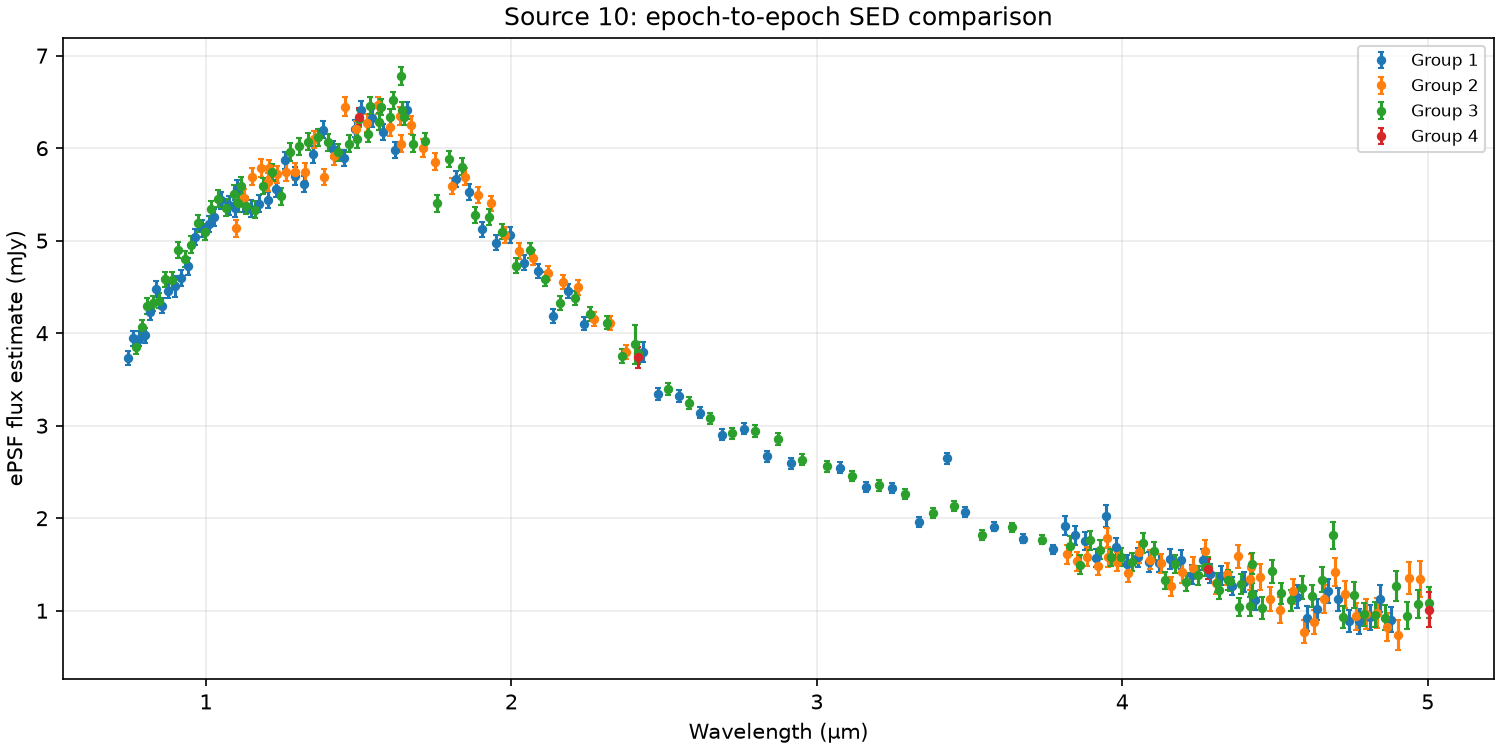 Source 10: epoch-to-epoch SED comparison
7
6
5
4
3
2
1
ePSF flux estimate (mJy)
Group 1
Group 2
Group 3
Group 4
1
2
3
4
5
Wavelength (μm)